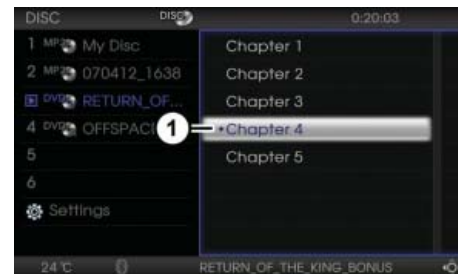 DISC DISC 0:20:03
1 MP3 My Disc
2 MP3 070412_1638
DVD RETURN_OF...
4 DVD OFFSPAC
5
6
Settings
Chapter 1
Chapter 2
Chapter 3
1 •Chapter 4
Chapter 5
24°C RETURN_OF_THE_KING_BONUS